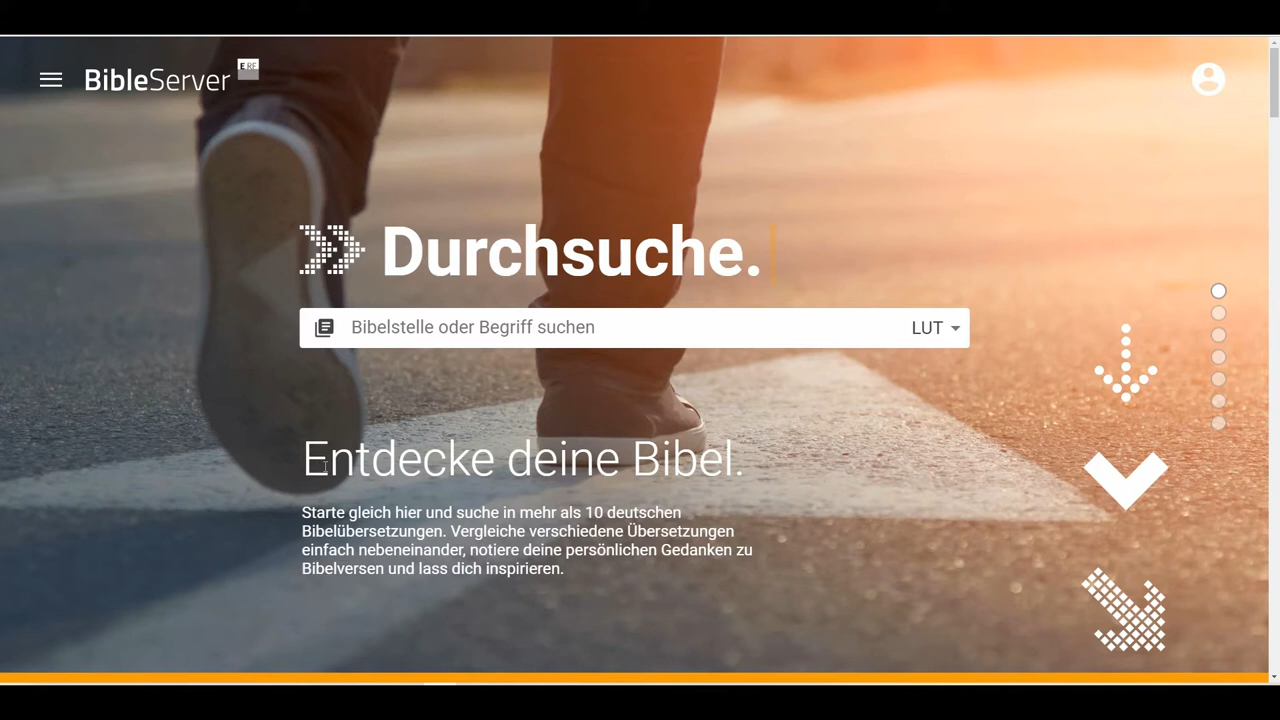 BibleServer
ERF
Durchsuche.
Bibelstelle oder Begriff suchen
LUT
Entdecke deine Bibel.
Starte gleich hier und suche in mehr als 10 deutschen
Bibelübersetzungen. Vergleiche verschiedene Übersetzungen
einfach nebeneinander, notiere deine persönlichen Gedanken zu
Bibelversen und lass dich inspirieren.